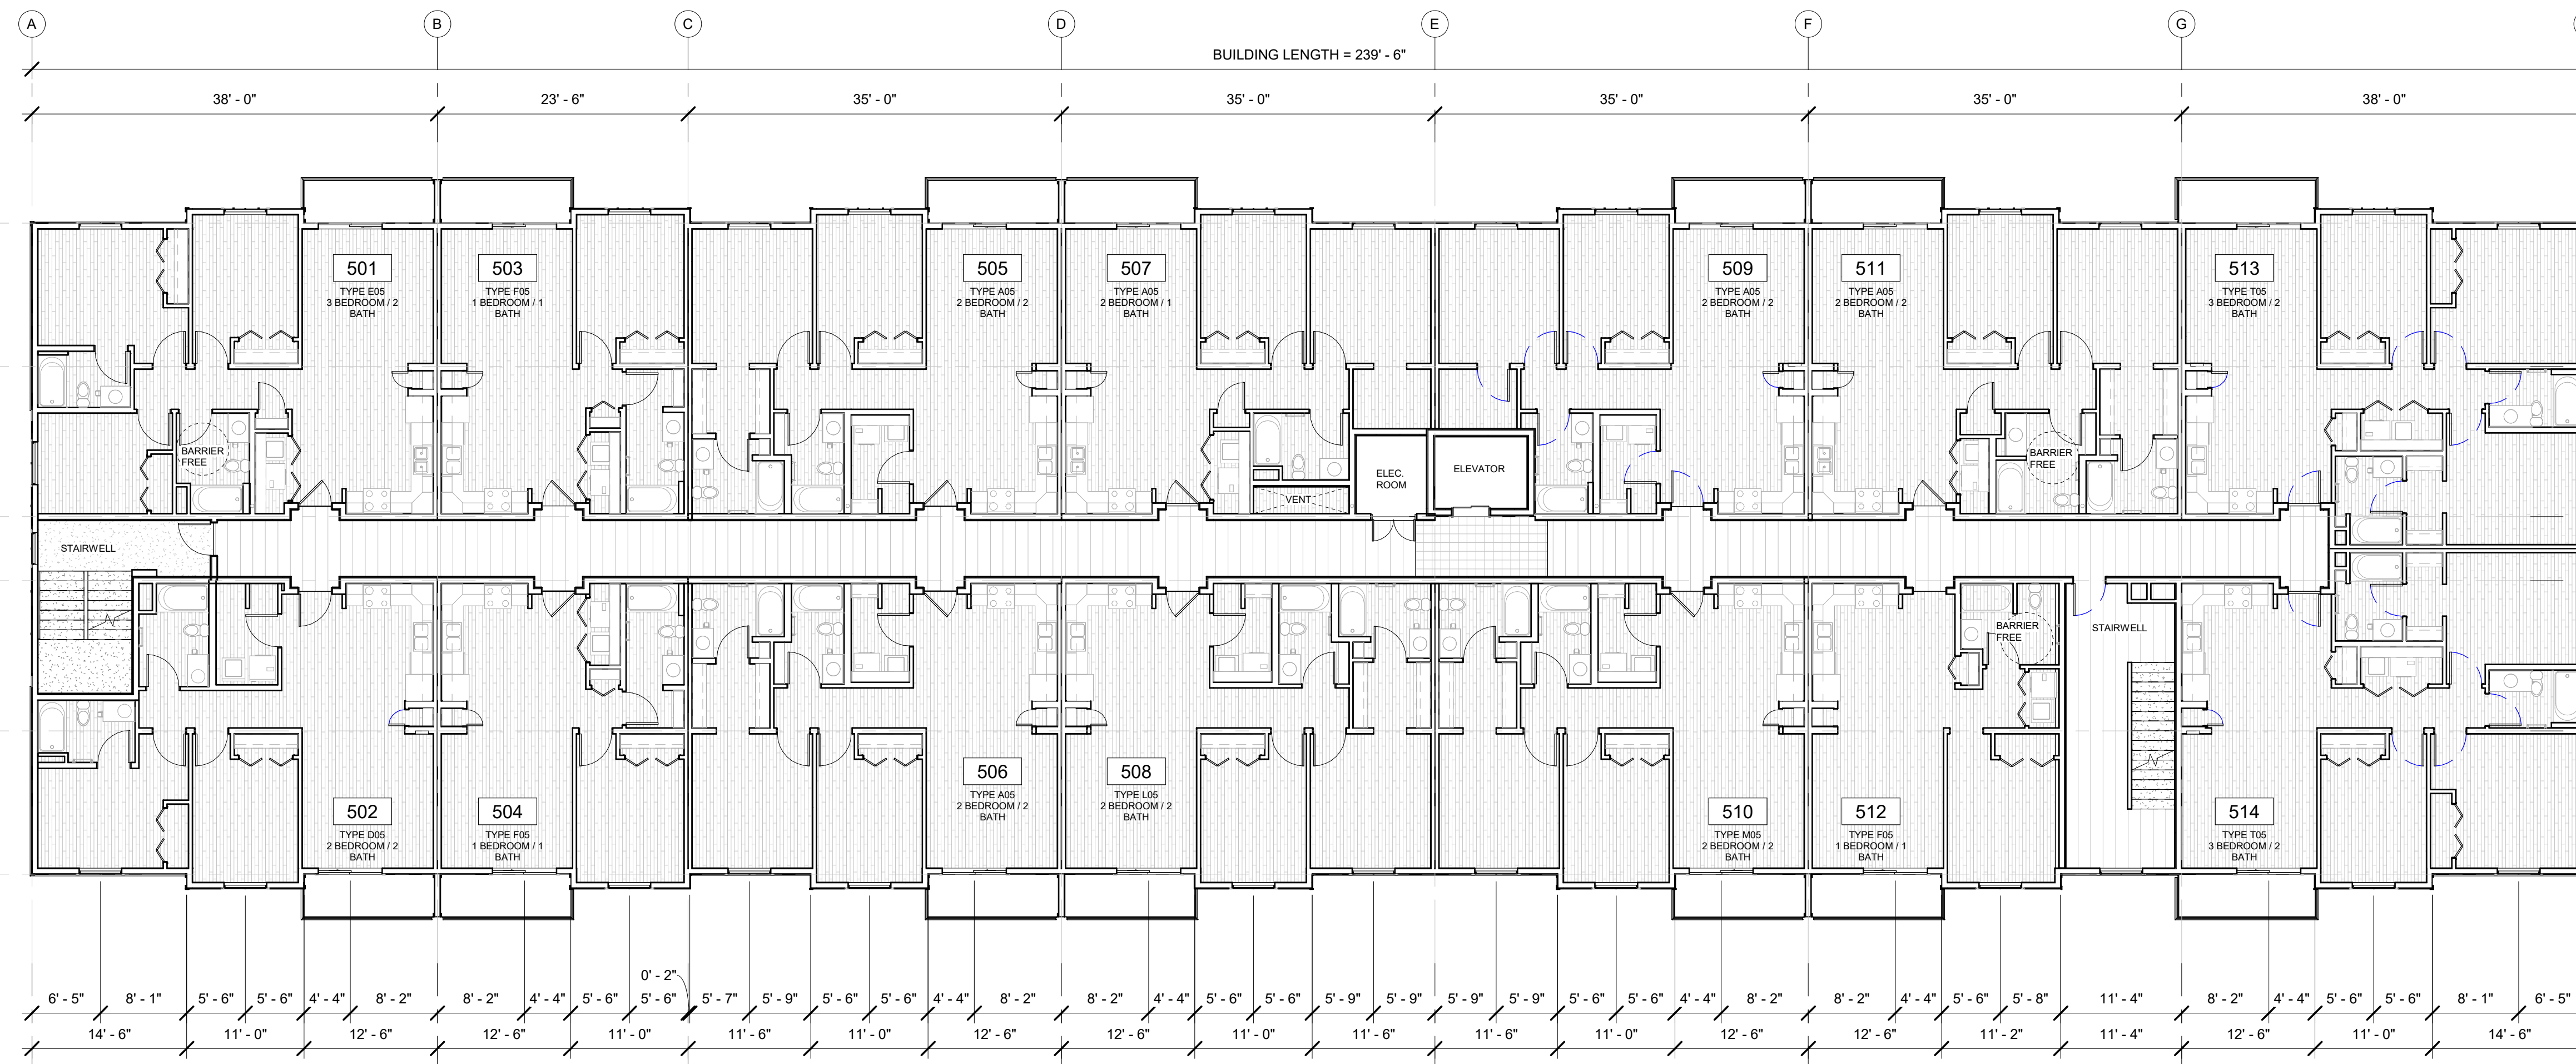 A B C D E F G
BUILDING LENGTH = 239' - 6"
38' - 0" 23' - 6" 35' - 0" 35' - 0" 35' - 0" 35' - 0" 38' - 0"
501
TYPE E05
3 BEDROOM / 2
BATH
503
TYPE F05
1 BEDROOM / 1
BATH
505
TYPE A05
2 BEDROOM / 2
BATH
507
TYPE A05
2 BEDROOM / 1
BATH
509
TYPE A05
2 BEDROOM / 2
BATH
511
TYPE A05
2 BEDROOM / 2
BATH
513
TYPE T05
3 BEDROOM / 2
BATH
BARRIER
FREE
VENT
ELEC.
ROOM
ELEVATOR
BARRIER
FREE
STAIRWELL
BARRIER
FREE
STAIRWELL
502
TYPE D05
2 BEDROOM / 2
BATH
504
TYPE F05
1 BEDROOM / 1
BATH
506
TYPE A05
2 BEDROOM / 2
BATH
508
TYPE L05
2 BEDROOM / 2
BATH
510
TYPE M05
2 BEDROOM / 2
BATH
512
TYPE F05
1 BEDROOM / 1
BATH
514
TYPE T05
3 BEDROOM / 2
BATH
0' - 2"
6' - 5" 8' - 1" 5' - 6" 5' - 6" 4' - 4" 8' - 2" 8' - 2" 4' - 4" 5' - 6" 5' - 6" 5' - 7" 5' - 9" 5' - 6" 5' - 6" 4' - 4" 8' - 2" 8' - 2" 4' - 4" 5' - 6" 5' - 6" 5' - 9" 5' - 9" 5' - 9" 5' - 9" 5' - 6" 5' - 6" 4' - 4" 8' - 2" 8' - 2" 4' - 4" 5' - 6" 5' - 8" 11' - 4" 8' - 2" 4' - 4" 5' - 6" 5' - 6" 8' - 1" 6' - 5"
14' - 6" 11' - 0" 12' - 6" 12' - 6" 11' - 0" 11' - 6" 11' - 0" 12' - 6" 12' - 6" 11' - 0" 11' - 6" 11' - 6" 11' - 0" 12' - 6" 12' - 6" 11' - 2" 11' - 4" 12' - 6" 11' - 0" 14' - 6"